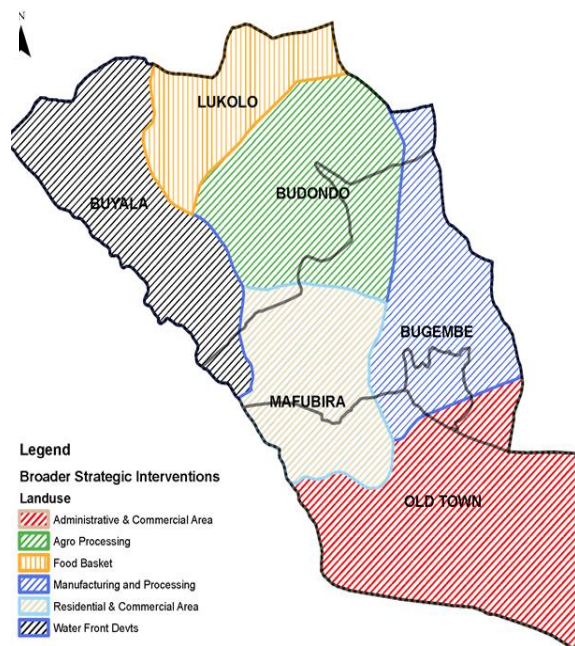 N
LUKOLO
BUYALA
BUDONDO
BUGEMBE
MAFUBIRA
OLD TOWN
Legend
Broader Strategic Interventions
Landuse
Administrative & Commercial Area
Agro Processing
Food Basket
Manufacturing and Processing
Residential & Commercial Area
Water Front Devts